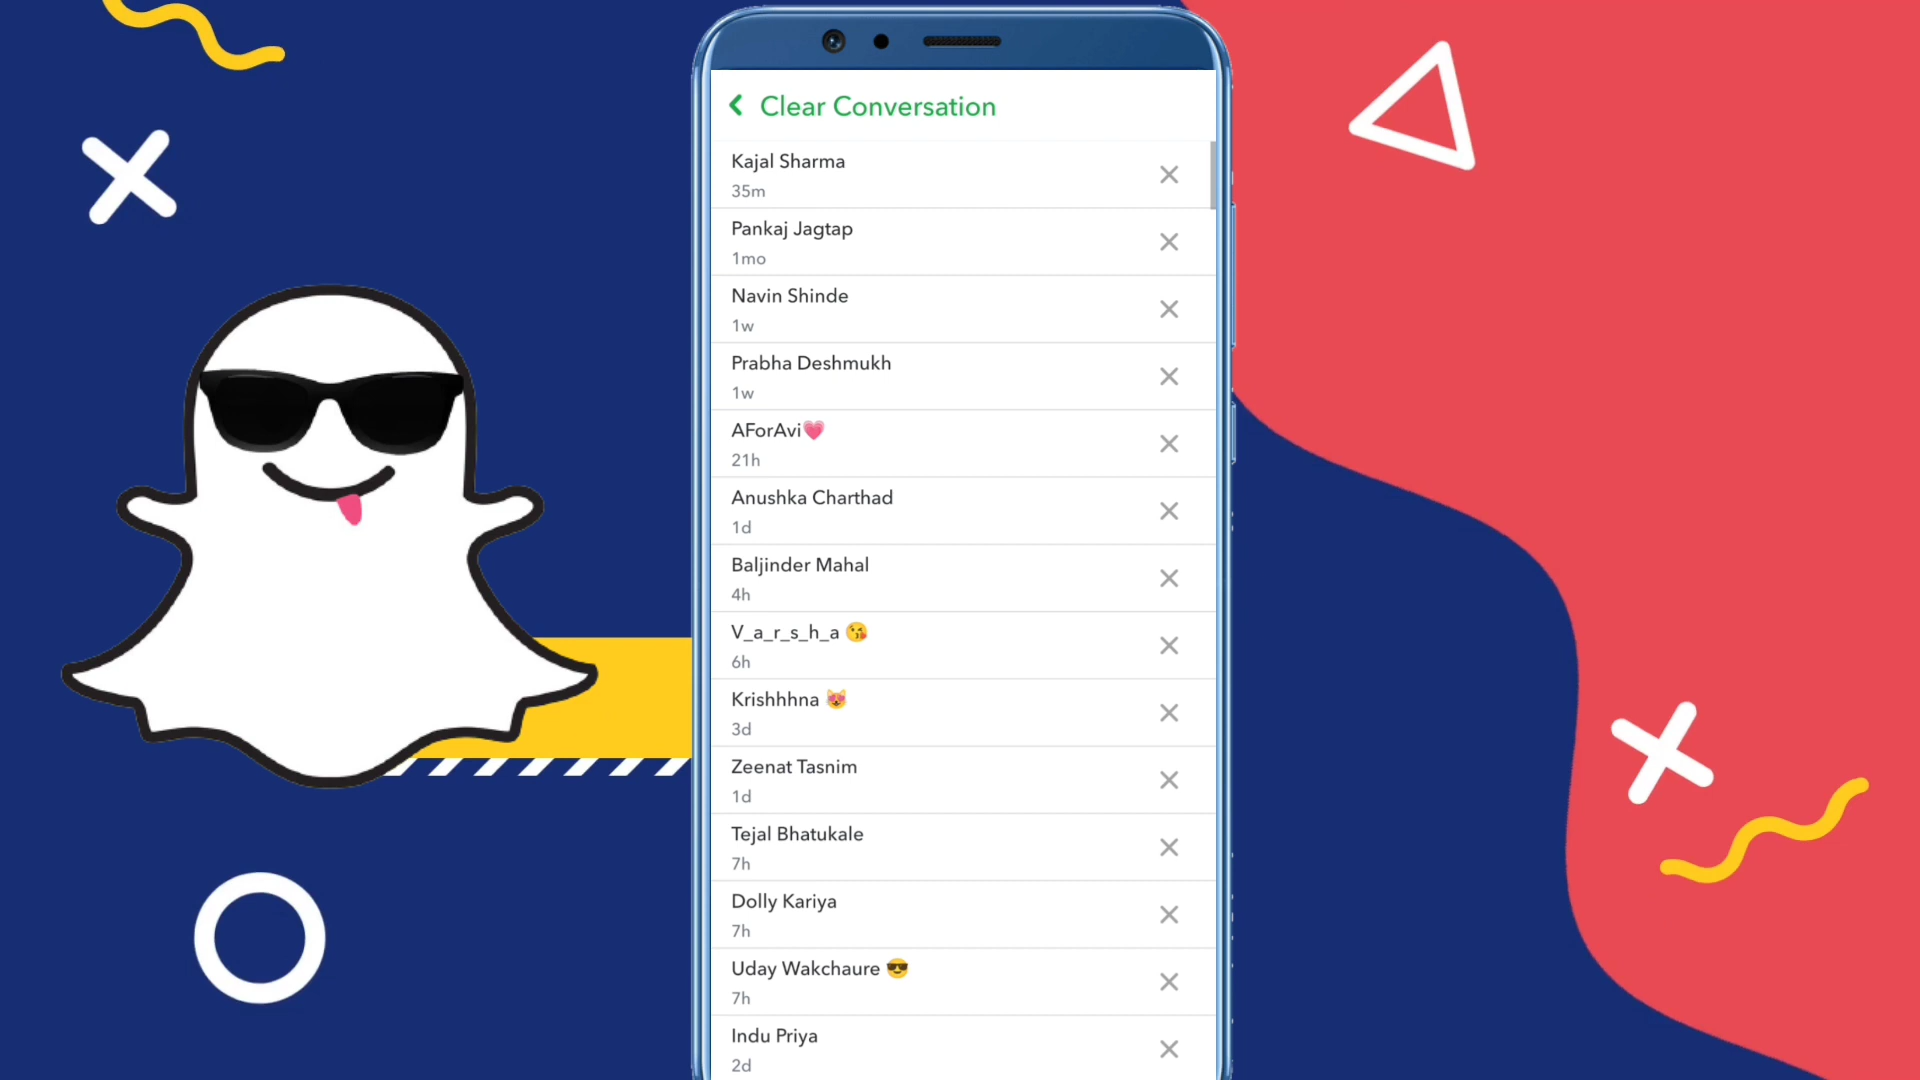 Clear Conversation
Kajal Sharma
35m
Pankaj Jagtap
1mo
Navin Shinde
1w
Prabha Deshmukh
1w
AForAvi💗
21h
Anushka Charthad
1d
Baljinder Mahal
4h
V_a_r_s_h_a 😘
6h
Krishhhna 😻
3d
Zeenat Tasnim
1d
Tejal Bhatukale
7h
Dolly Kariya
7h
Uday Wakchaure 😎
7h
Indu Priya
2d